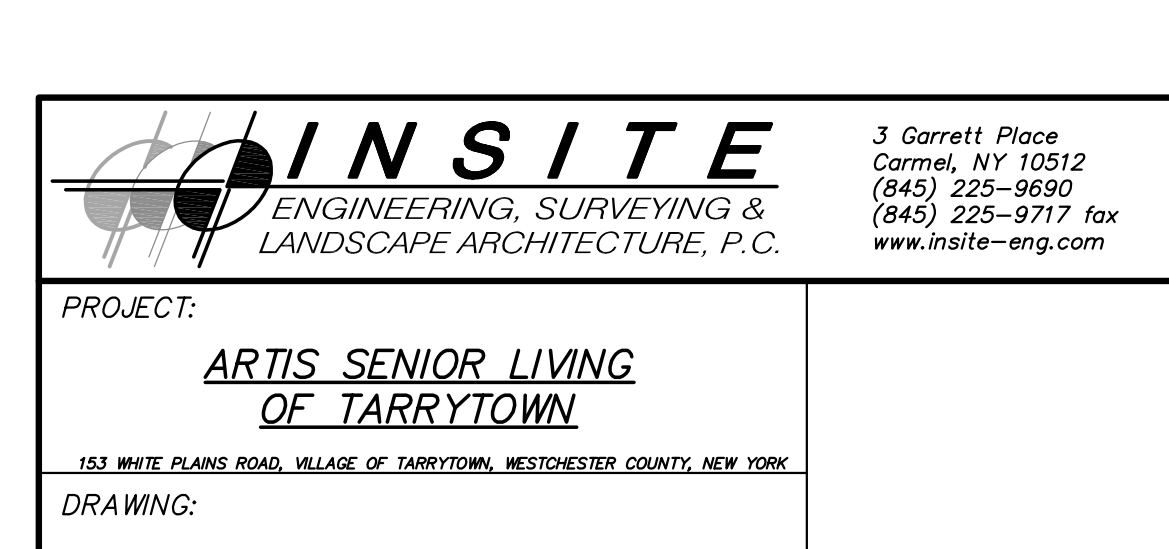 INSITE
ENGINEERING, SURVEYING &
LANDSCAPE ARCHITECTURE, P.C.
3 Garrett Place
Carmel, NY 10512
(845) 225-9690
(845) 225-9717 fax
www.insite-eng.com
PROJECT:
ARTIS SENIOR LIVING
OF TARRYTOWN
153 WHITE PLAINS ROAD, VILLAGE OF TARRYTOWN, WESTCHESTER COUNTY, NEW YORK
DRAWING: